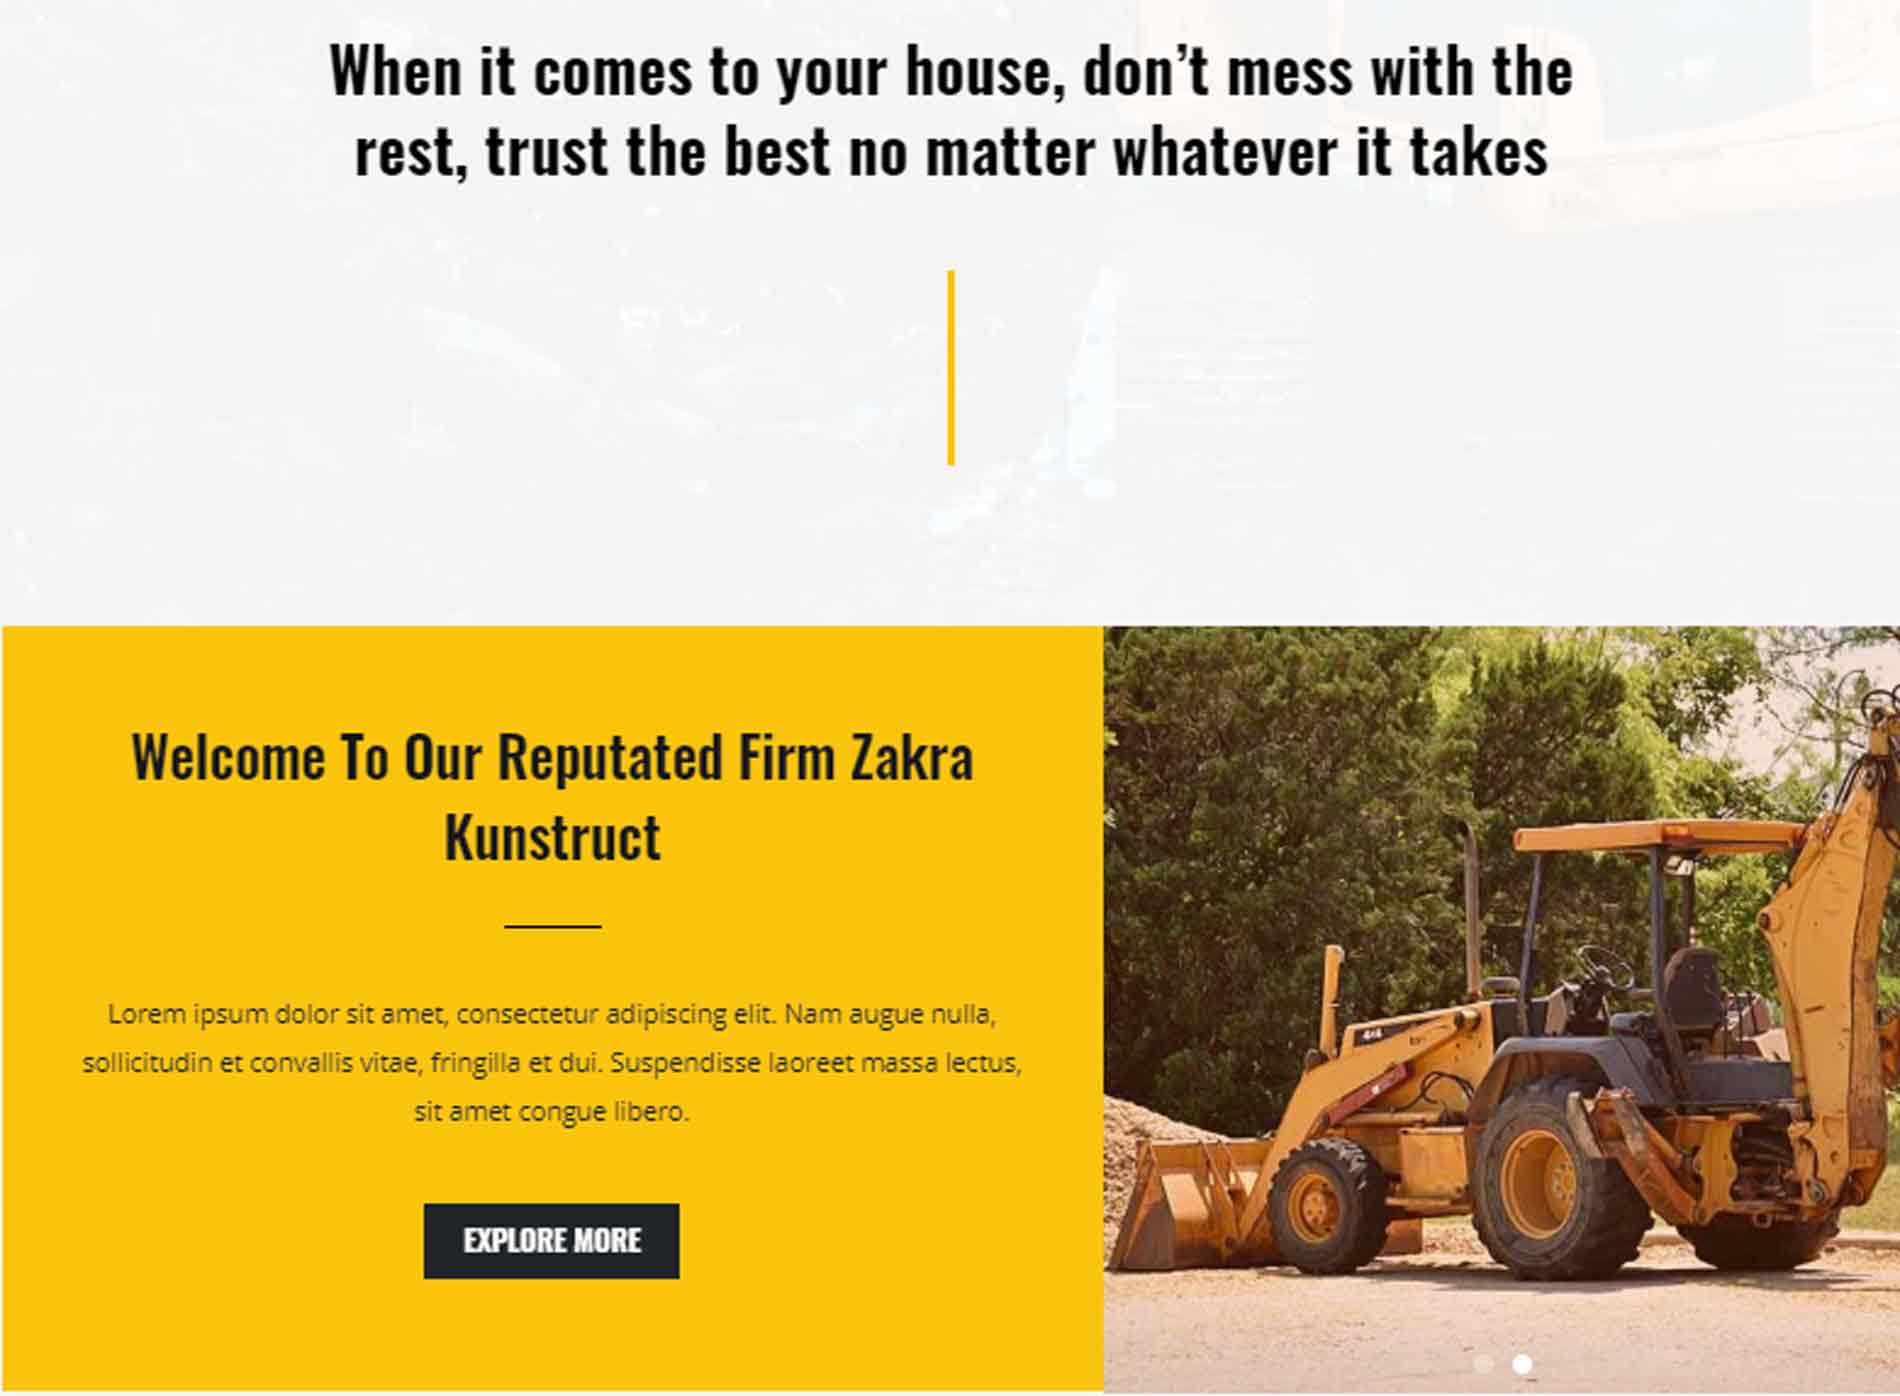 When it comes to your house, don’t mess with the
rest, trust the best no matter whatever it takes
Welcome To Our Reputated Firm Zakra
Kunstruct
Lorem ipsum dolor sit amet, consectetur adipiscing elit. Nam augue nulla,
sollicitudin et convallis vitae, fringilla et dui. Suspendisse laoreet massa lectus,
sit amet congue libero.
EXPLORE MORE
4x4